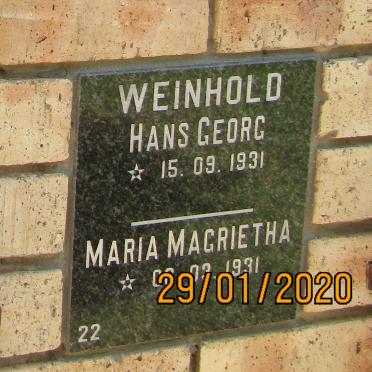 WEINHOLD
HANS GEORG
☆ 15. 09. 1931
MARIA MAGRIETHA
☆ 1931
29/01/2020
22